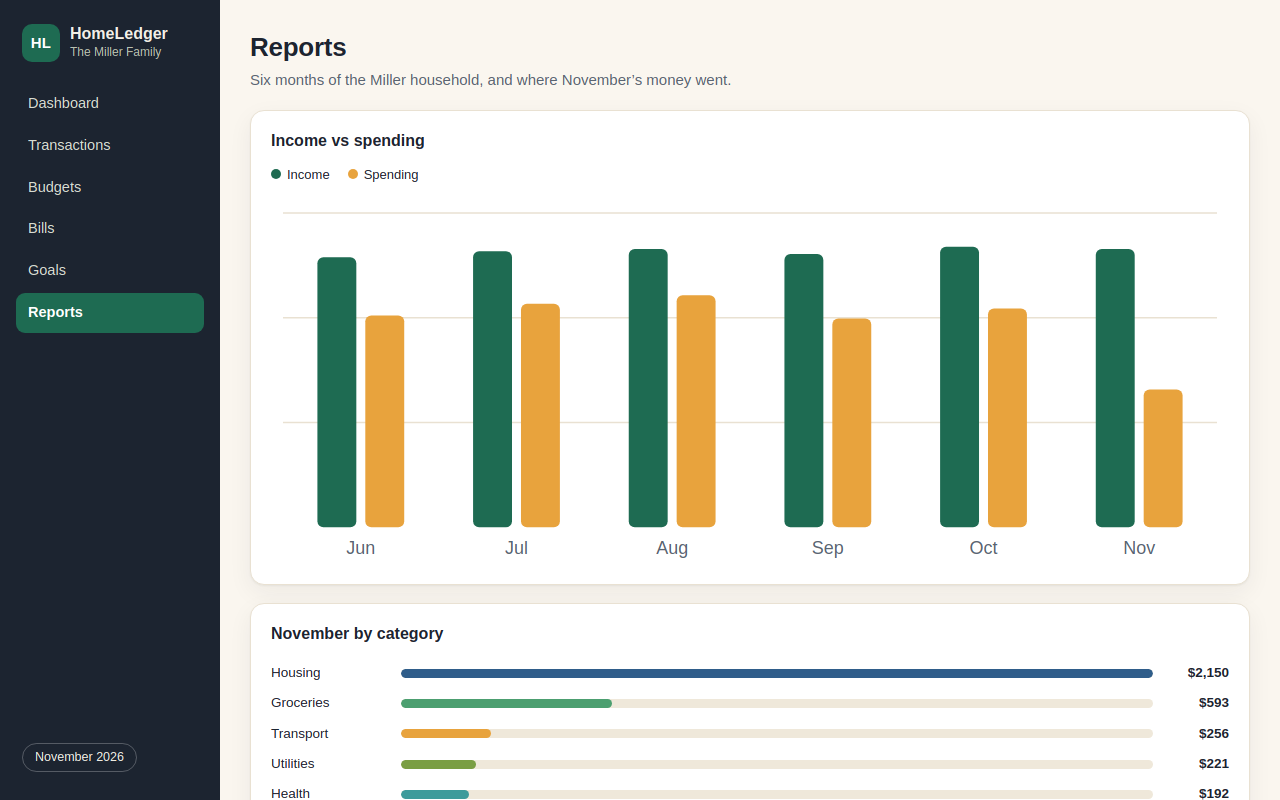 HL
HomeLedger
The Miller Family
Dashboard
Transactions
Budgets
Bills
Goals
Reports
November 2026
Reports
Six months of the Miller household, and where November’s money went.
Income vs spending
Income
Spending
Jun
Jul
Aug
Sep
Oct
Nov
November by category
Housing $2,150
Groceries $593
Transport $256
Utilities $221
Health $192